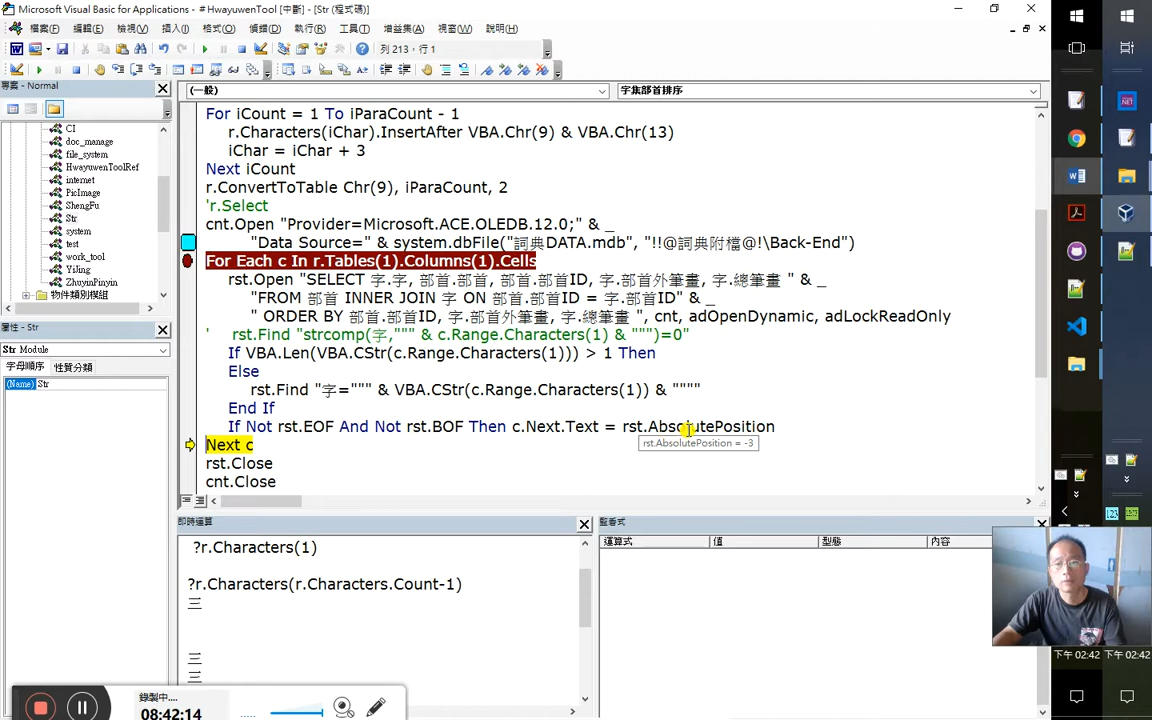 Microsoft Visual Basic for Applications - #HwayuwenTool [中斷] - [Str (程式碼)]
檔案(F) 編輯(E) 檢視(V) 插入(I) 格式(O) 偵錯(D) 執行(R) 工具(T) 增益集(A) 視窗(W) 說明(H)
列 213，行 1
專案 - Normal
(一般)
字集部首排序
CI
doc_manage
file_system
HwayuwenToolRef
internet
PicImage
ShengFu
Str
system
test
work_tool
YiJing
ZhuyinPinyin
物件類別模組
屬性 - Str
Str Module
字母順序 性質分類
(Name) Str
For iCount = 1 To iParaCount - 1
r.Characters(iChar).InsertAfter VBA.Chr(9) & VBA.Chr(13)
iChar = iChar + 3
Next iCount
r.ConvertToTable Chr(9), iParaCount, 2
'r.Select
cnt.Open "Provider=Microsoft.ACE.OLEDB.12.0;" & _
"Data Source=" & system.dbFile("詞典DATA.mdb", "!!@詞典附檔@!\Back-End")
For Each c In r.Tables(1).Columns(1).Cells
rst.Open "SELECT 字.字, 部首.部首, 部首.部首ID, 字.部首外筆畫, 字.總筆畫 " & _
"FROM 部首 INNER JOIN 字 ON 部首.部首ID = 字.部首ID" & _
" ORDER BY 部首.部首ID, 字.部首外筆畫, 字.總筆畫 ", cnt, adOpenDynamic, adLockReadOnly
' rst.Find "strcomp(字,""" & c.Range.Characters(1) & """)=0"
If VBA.Len(VBA.CStr(c.Range.Characters(1))) > 1 Then
Else
rst.Find "字=""" & VBA.CStr(c.Range.Characters(1)) & """"
End If
If Not rst.EOF And Not rst.BOF Then c.Next.Text = rst.AbsolutePosition
rst.AbsolutePosition = -3
Next c
rst.Close
cnt.Close
即時運算
?r.Characters(1)
?r.Characters(r.Characters.Count-1)
三
三
三
監看式
運算式 值 型態 內容
錄製中....
08:42:14
下午 02:42 下午 02:42